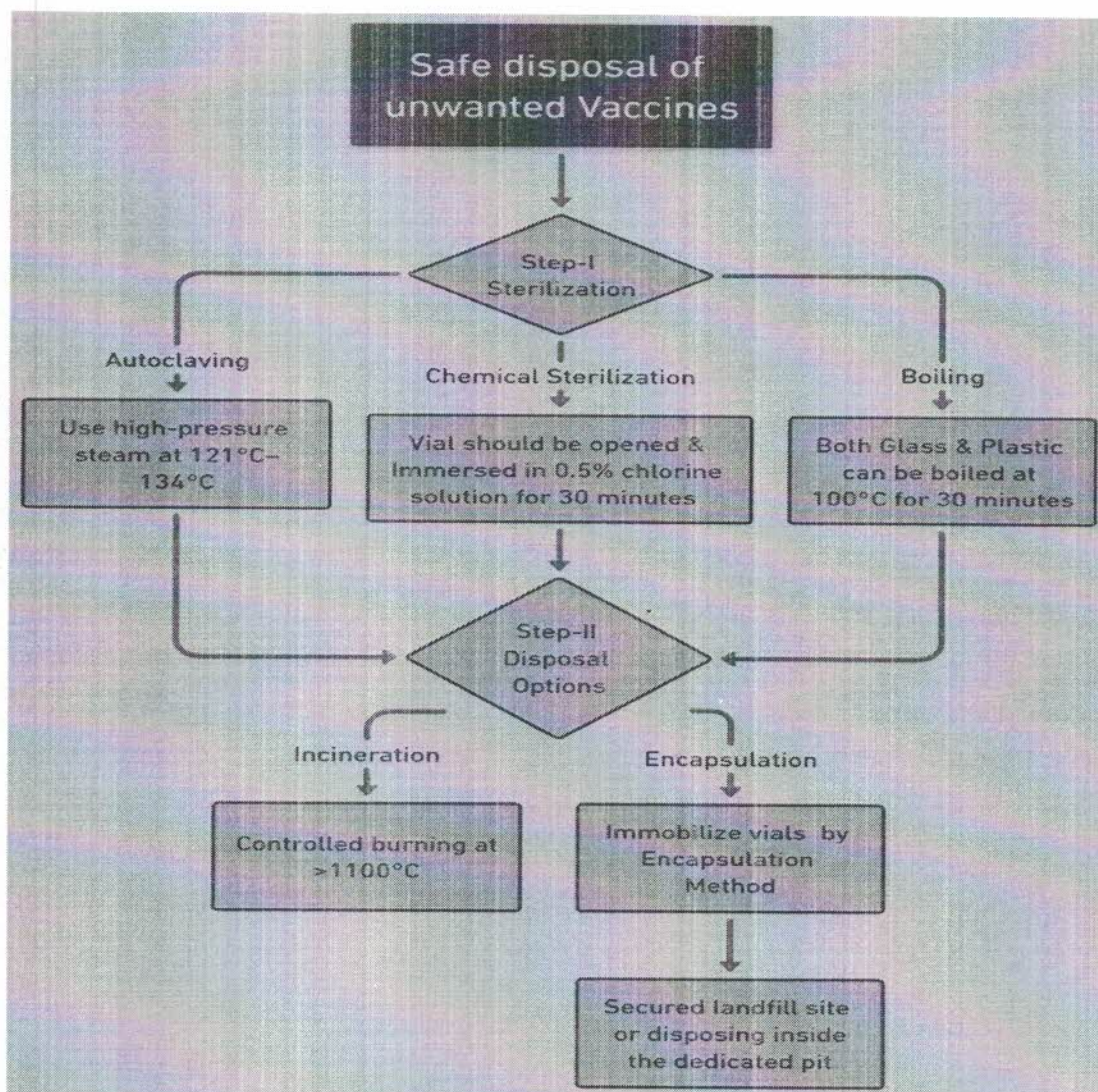 Safe disposal of
unwanted Vaccines
Step-I
Sterilization
Autoclaving
Chemical Sterilization
Boiling
Use high-pressure
steam at 121°C–
134°C
Vial should be opened &
Immersed in 0.5% chlorine
solution for 30 minutes
Both Glass & Plastic
can be boiled at
100°C for 30 minutes
Step-II
Disposal
Options
Incineration
Encapsulation
Controlled burning at
>1100°C
Immobilize vials by
Encapsulation
Method
Secured landfill site
or disposing inside
the dedicated pit